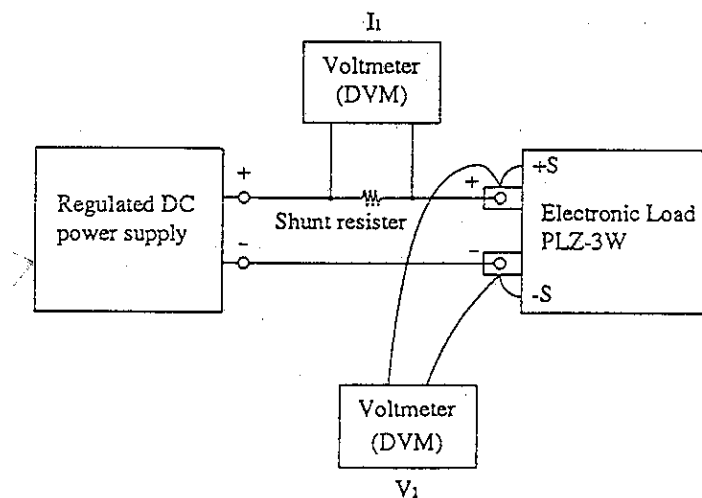 I1
Voltmeter
(DVM)
Regulated DC
power supply
+
-
Shunt resister
+
-
+S
Electronic Load
PLZ-3W
-S
Voltmeter
(DVM)
V1